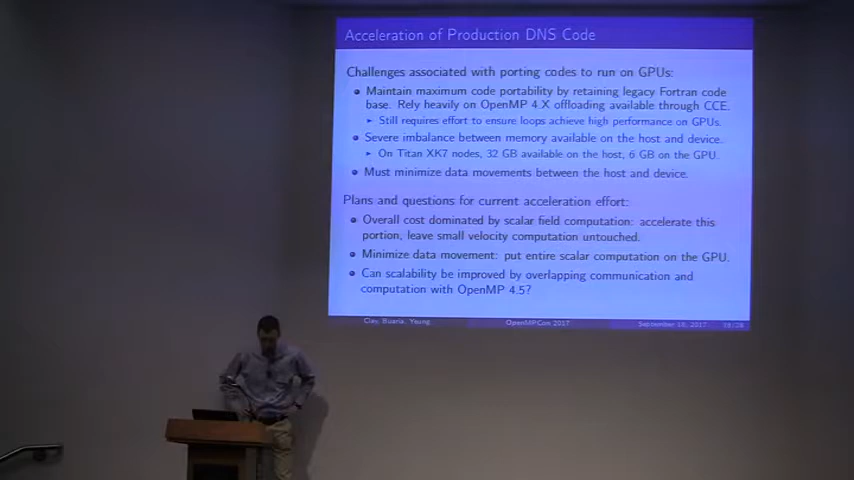 Acceleration of Production DNS Code
Challenges associated with porting codes to run on GPUs:
Maintain maximum code portability by retaining legacy Fortran code
base. Rely heavily on OpenMP 4.X offloading available through CCE.
Still requires effort to ensure loops achieve high performance on GPUs.
Severe imbalance between memory available on the host and device.
On Titan XK7 nodes, 32 GB available on the host, 6 GB on the GPU.
Must minimize data movements between the host and device.
Plans and questions for current acceleration effort:
Overall cost dominated by scalar field computation: accelerate this
portion, leave small velocity computation untouched.
Minimize data movement: put entire scalar computation on the GPU.
Can scalability be improved by overlapping communication and
computation with OpenMP 4.5?
Clay, Buaria, Yeung OpenMPCon 2017 September 18, 2017